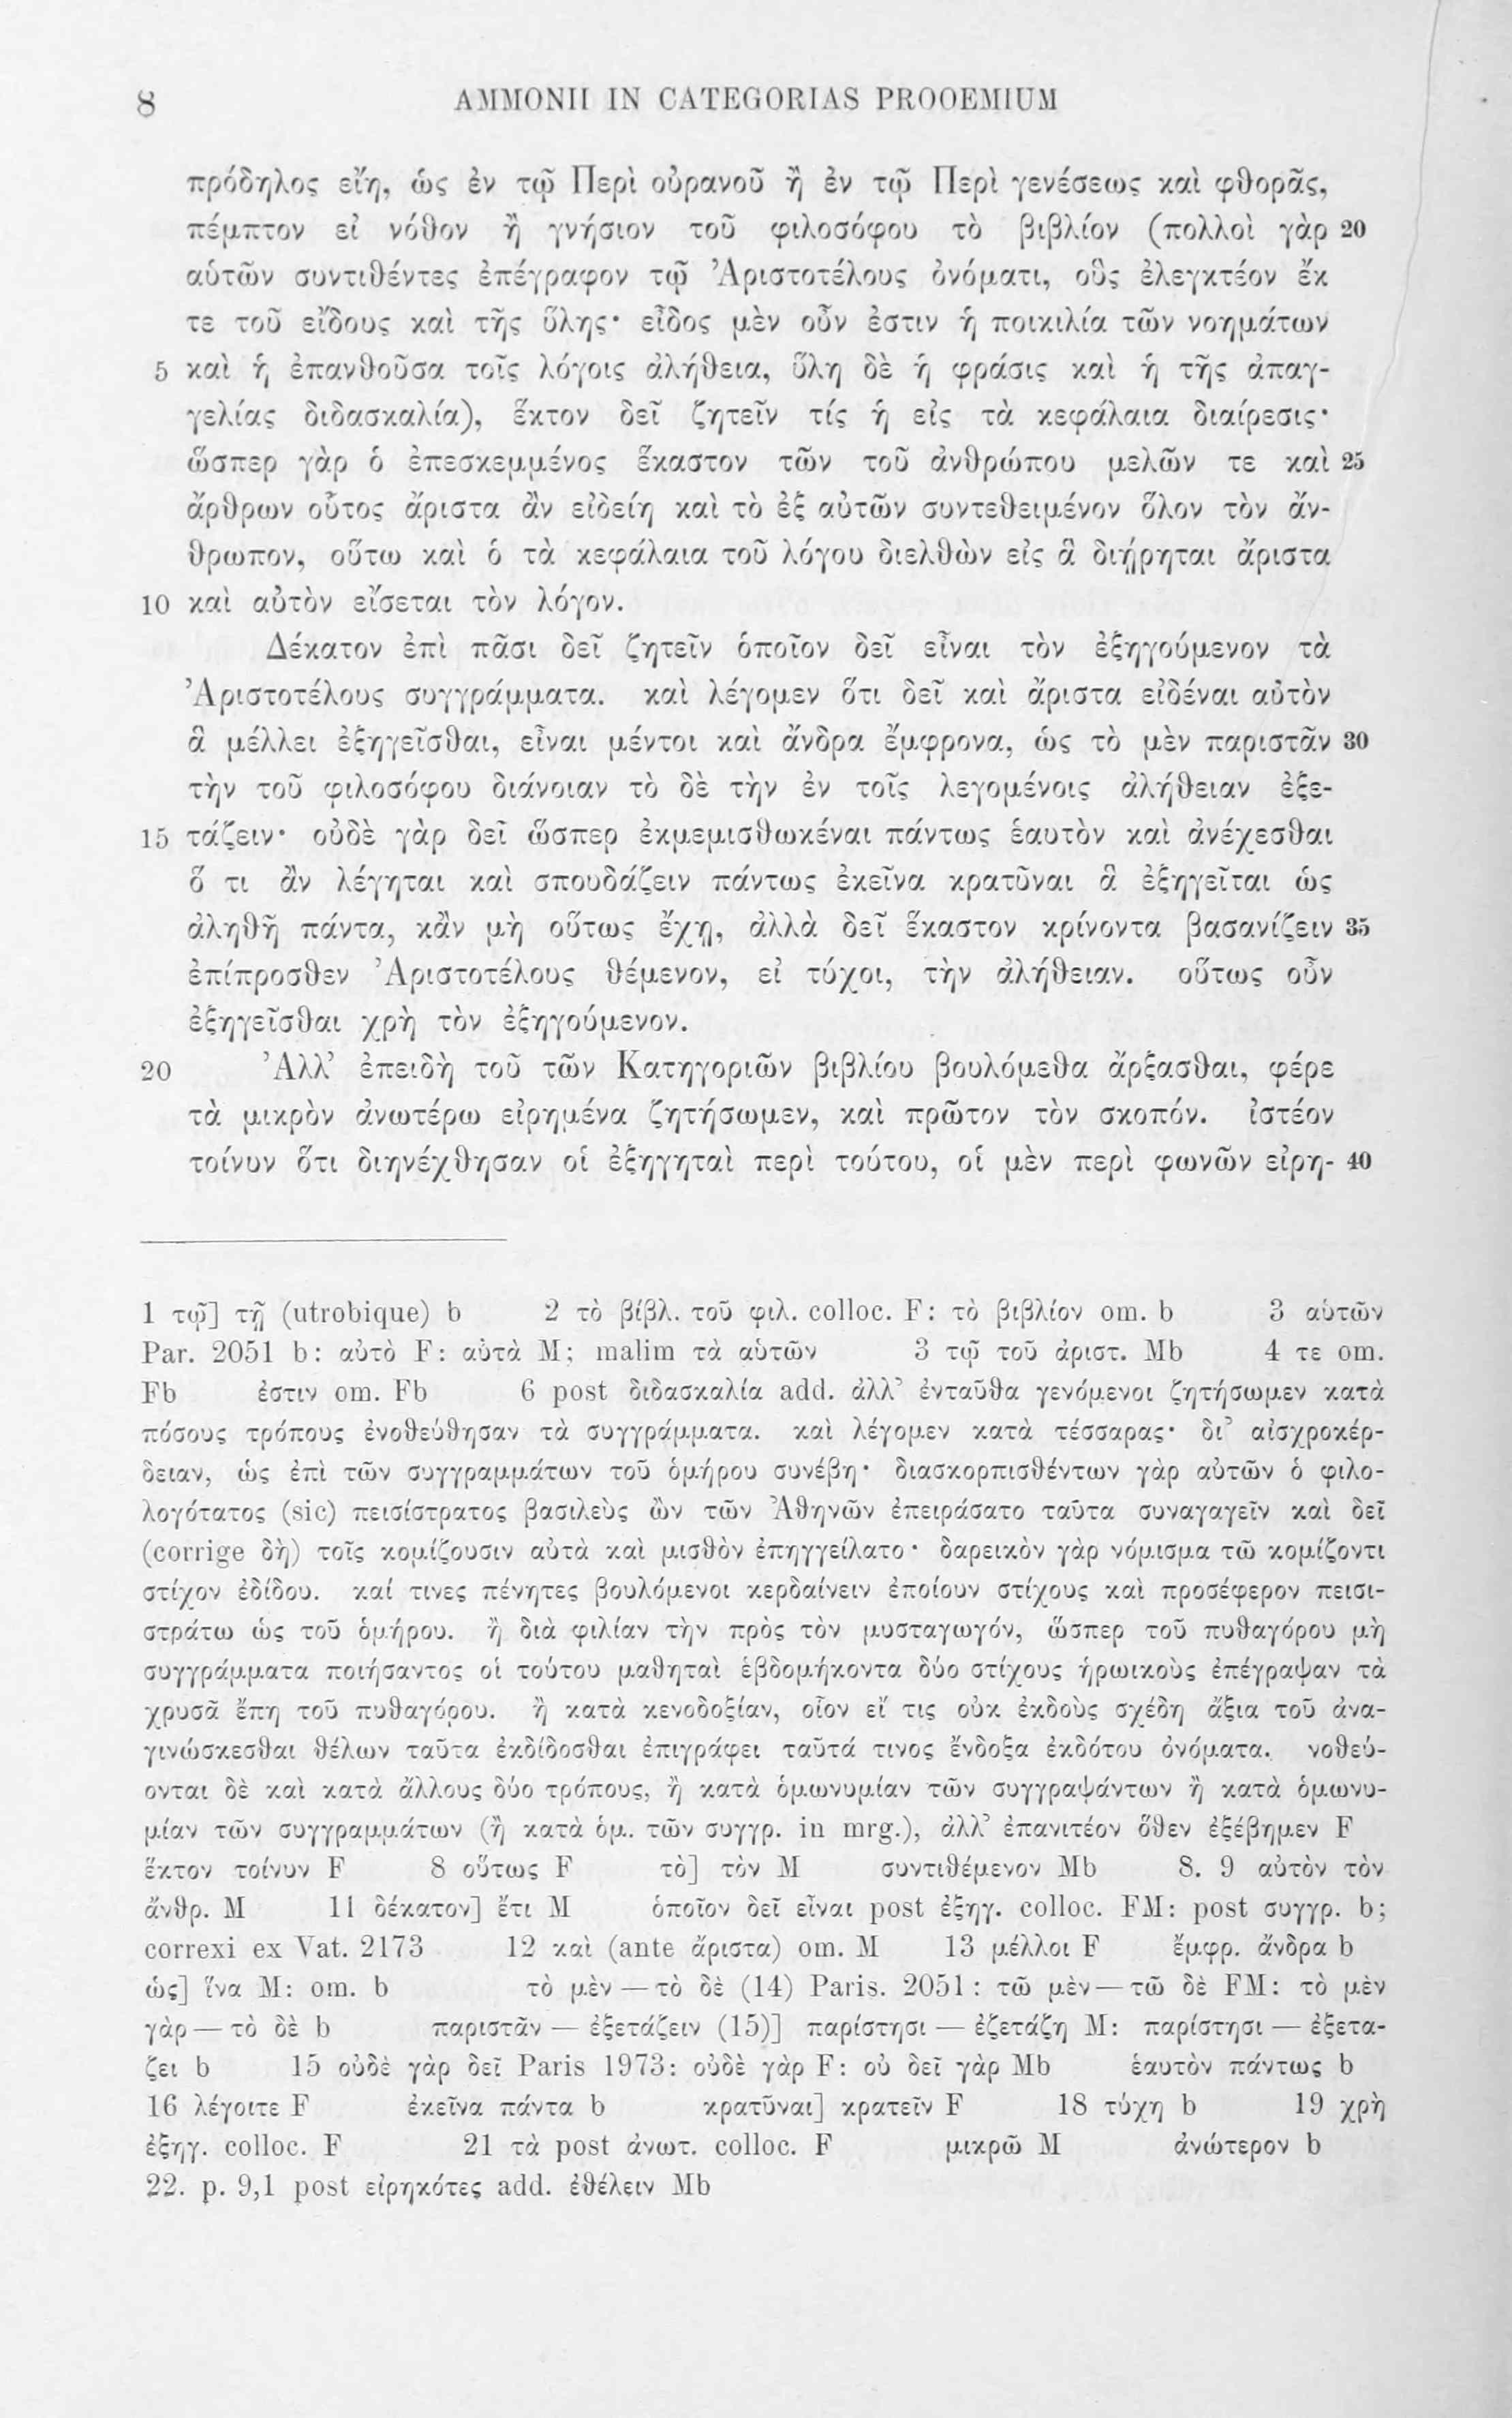 8 AMMONII IN CATEGORIAS PROOEMIUM
πρόδηλος εἴη, ὡς ἐν τῷ Περὶ οὐρανοῦ ἢ ἐν τῷ Περὶ γενέσεως καὶ φθορᾶς,
πέμπτον εἰ νόθον ἢ γνήσιον τοῦ φιλοσόφου τὸ βιβλίον (πολλοὶ γὰρ 20
αὑτῶν συντιθέντες ἐπέγραφον τῷ Ἀριστοτέλους ὀνόματι, οὓς ἐλεγκτέον ἔκ
τε τοῦ εἴδους καὶ τῆς ὕλης· εἶδος μὲν οὖν ἐστιν ἡ ποικιλία τῶν νοημάτων
5 καὶ ἡ ἐπανθοῦσα τοῖς λόγοις ἀλήθεια, ὕλη δὲ ἡ φράσις καὶ ἡ τῆς ἀπαγ-
γελίας διδασκαλία), ἕκτον δεῖ ζητεῖν τίς ἡ εἰς τὰ κεφάλαια διαίρεσις·
ὥσπερ γὰρ ὁ ἐπεσκεμμένος ἕκαστον τῶν τοῦ ἀνθρώπου μελῶν τε καὶ 25
ἄρθρων οὗτος ἄριστα ἂν εἰδείη καὶ τὸ ἐξ αὐτῶν συντεθειμένον ὅλον τὸν ἄν-
θρωπον, οὕτω καὶ ὁ τὰ κεφάλαια τοῦ λόγου διελθὼν εἰς ἃ διῄρηται ἄριστα
10 καὶ αὐτὸν εἴσεται τὸν λόγον.
Δέκατον ἐπὶ πᾶσι δεῖ ζητεῖν ὁποῖον δεῖ εἶναι τὸν ἐξηγούμενον τὰ
Ἀριστοτέλους συγγράμματα. καὶ λέγομεν ὅτι δεῖ καὶ ἄριστα εἰδέναι αὐτὸν
ἃ μέλλει ἐξηγεῖσθαι, εἶναι μέντοι καὶ ἄνδρα ἔμφρονα, ὡς τὸ μὲν παριστᾶν 30
τὴν τοῦ φιλοσόφου διάνοιαν τὸ δὲ τὴν ἐν τοῖς λεγομένοις ἀλήθειαν ἐξε-
15 τάζειν· οὐδὲ γὰρ δεῖ ὥσπερ ἐκμεμισθωκέναι πάντως ἑαυτὸν καὶ ἀνέχεσθαι
ὅ τι ἂν λέγηται καὶ σπουδάζειν πάντως ἐκεῖνα κρατῦναι ἃ ἐξηγεῖται ὡς
ἀληθῆ πάντα, κἂν μὴ οὕτως ἔχῃ, ἀλλὰ δεῖ ἕκαστον κρίνοντα βασανίζειν 35
ἐπίπροσθεν Ἀριστοτέλους θέμενον, εἰ τύχοι, τὴν ἀλήθειαν. οὕτως οὖν
ἐξηγεῖσθαι χρὴ τὸν ἐξηγούμενον.
20 Ἀλλ’ ἐπειδὴ τοῦ τῶν Κατηγοριῶν βιβλίου βουλόμεθα ἄρξασθαι, φέρε
τὰ μικρὸν ἀνωτέρω εἰρημένα ζητήσωμεν, καὶ πρῶτον τὸν σκοπόν. ἰστέον
τοίνυν ὅτι διηνέχθησαν οἱ ἐξηγηταὶ περὶ τούτου, οἱ μὲν περὶ φωνῶν εἰρη- 40
1 τῷ] τῇ (utrobique) b 2 τὸ βίβλ. τοῦ φιλ. colloc. F: τὸ βιβλίον om. b 3 αὑτῶν
Par. 2051 b: αὐτὸ F: αὑτὰ M; malim τὰ αὑτῶν 3 τῷ τοῦ ἀριστ. Mb 4 τε om.
Fb ἐστιν om. Fb 6 post διδασκαλία add. ἀλλ’ ἐνταῦθα γενόμενοι ζητήσωμεν κατὰ
πόσους τρόπους ἐνοθεύθησαν τὰ συγγράμματα. καὶ λέγομεν κατὰ τέσσαρας· δι’ αἰσχροκέρ-
δειαν, ὡς ἐπὶ τῶν συγγραμμάτων τοῦ ὁμήρου συνέβη· διασκορπισθέντων γὰρ αὐτῶν ὁ φιλο-
λογότατος (sic) πεισίστρατος βασιλεὺς ὢν τῶν Ἀθηνῶν ἐπειράσατο ταῦτα συναγαγεῖν καὶ δεῖ
(corrige δὴ) τοῖς κομίζουσιν αὐτὰ καὶ μισθὸν ἐπηγγείλατο· δαρεικὸν γὰρ νόμισμα τῶ κομίζοντι
στίχον ἐδίδου. καί τινες πένητες βουλόμενοι κερδαίνειν ἐποίουν στίχους καὶ προσέφερον πεισι-
στράτω ὡς τοῦ ὁμήρου. ἢ διὰ φιλίαν τὴν πρὸς τὸν μυσταγωγόν, ὥσπερ τοῦ πυθαγόρου μὴ
συγγράμματα ποιήσαντος οἱ τούτου μαθηταὶ ἑβδομήκοντα δύο στίχους ἡρωικοὺς ἐπέγραψαν τὰ
χρυσᾶ ἔπη τοῦ πυθαγόρου. ἢ κατὰ κενοδοξίαν, οἷον εἴ τις οὐκ ἐκδοὺς σχέδη ἄξια τοῦ ἀνα-
γινώσκεσθαι θέλων ταῦτα ἐκδίδοσθαι ἐπιγράφει ταῦτά τινος ἔνδοξα ἐκδότου ὀνόματα. νοθεύ-
ονται δὲ καὶ κατὰ ἄλλους δύο τρόπους, ἢ κατὰ ὁμωνυμίαν τῶν συγγραψάντων ἢ κατὰ ὁμωνυ-
μίαν τῶν συγγραμμάτων (ἢ κατὰ ὁμ. τῶν συγγρ. in mrg.), ἀλλ’ ἐπανιτέον ὅθεν ἐξέβημεν F
ἕκτον τοίνυν F 8 οὕτως F τὸ] τὸν M συντιθέμενον Mb 8. 9 αὐτὸν τὸν
ἄνθρ. M 11 δέκατον] ἔτι M ὁποῖον δεῖ εἶναι post ἐξηγ. colloc. FM: post συγγρ. b;
correxi ex Vat. 2173 12 καὶ (ante ἄριστα) om. M 13 μέλλοι F ἔμφρ. ἄνδρα b
ὡς] ἵνα M: om. b τὸ μὲν — τὸ δὲ (14) Paris. 2051: τῶ μὲν — τῶ δὲ FM: τὸ μὲν
γὰρ — τὸ δὲ b παριστᾶν — ἐξετάζειν (15)] παρίστησι — ἐξετάζη M: παρίστησι — ἐξετα-
ζει b 15 οὐδὲ γὰρ δεῖ Paris 1973: οὐδὲ γὰρ F: οὐ δεῖ γὰρ Mb ἑαυτὸν πάντως b
16 λέγοιτε F ἐκεῖνα πάντα b κρατῦναι] κρατεῖν F 18 τύχη b 19 χρὴ
ἐξηγ. colloc. F 21 τὰ post ἀνωτ. colloc. F μικρῶ M ἀνώτερον b
22. p. 9,1 post εἰρηκότες add. ἐθέλειν Mb